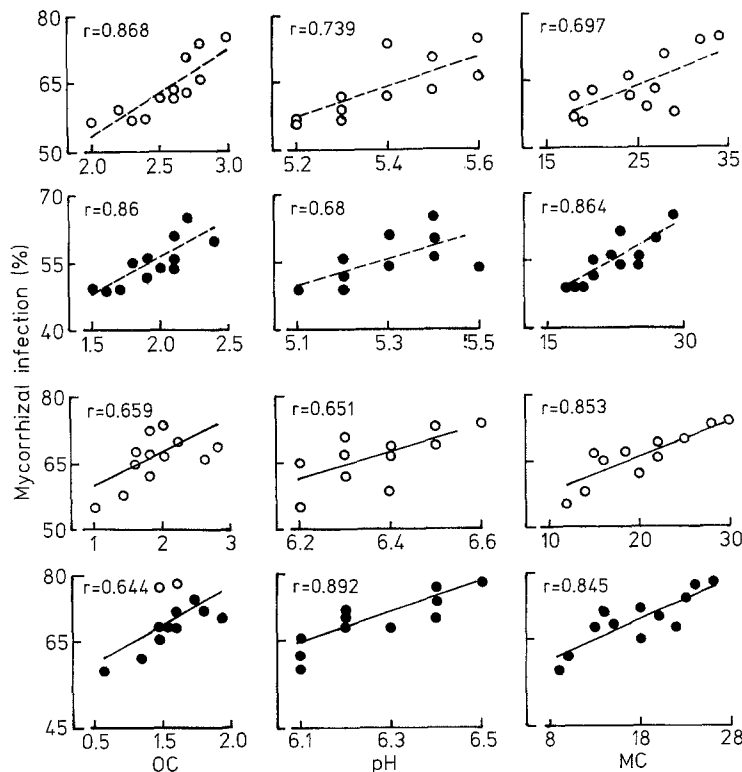 80
65
50
r=0.868
2.0 2.5 3.0
r=0.739
5.2 5.4 5.6
r=0.697
15 25 35
70
55
40
r=0.86
1.5 2.0 2.5
r=0.68
5.1 5.3 5.5
r=0.864
15 30
Mycorrhizal infection (%)
80
65
50
r=0.659
1 2 3
r=0.651
6.2 6.4 6.6
r=0.853
10 20 30
80
65
45
r=0.644
0.5 1.5 2.0
OC
r=0.892
6.1 6.3 6.5
pH
r=0.845
8 18 28
MC